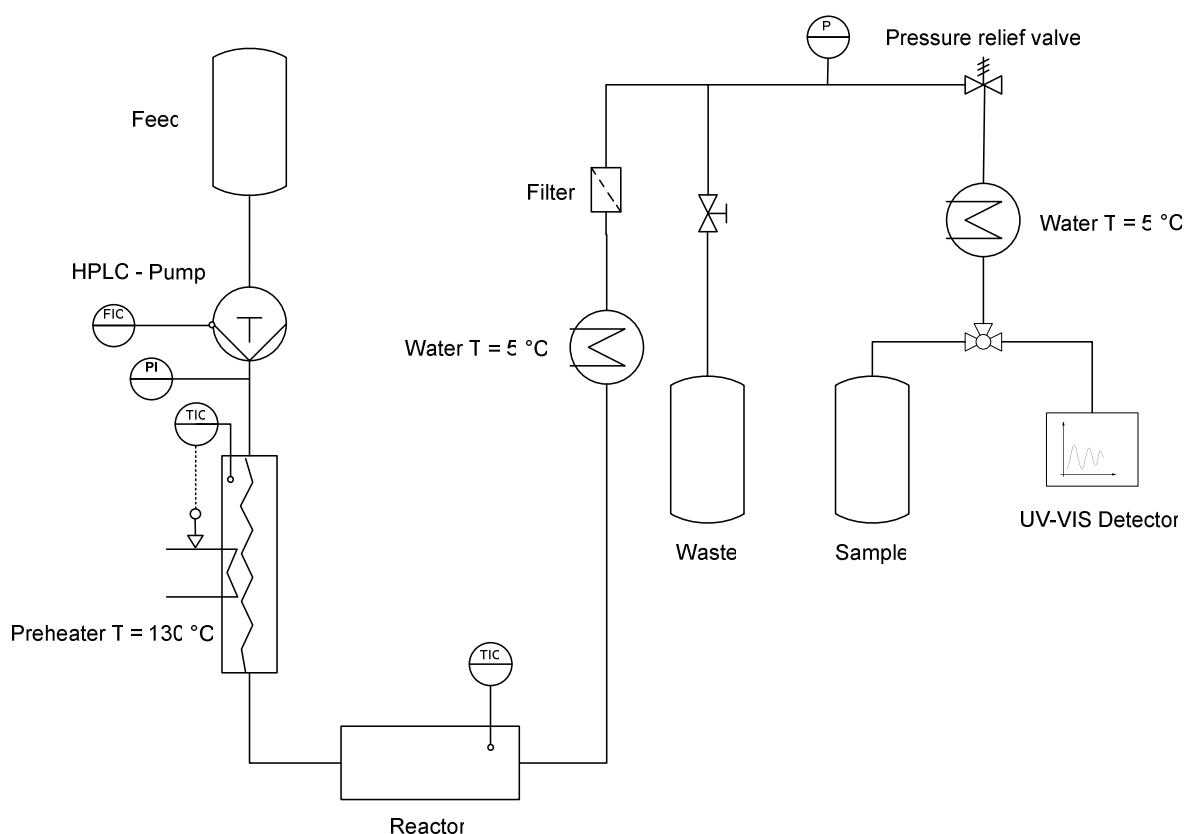 P
Pressure relief valve
Feed
Filter
Water T = 5 °C
HPLC - Pump
FIC
Water T = 5 °C
PI
TIC
UV-VIS Detector
Waste
Sample
Preheater T = 130 °C
TIC
Reactor